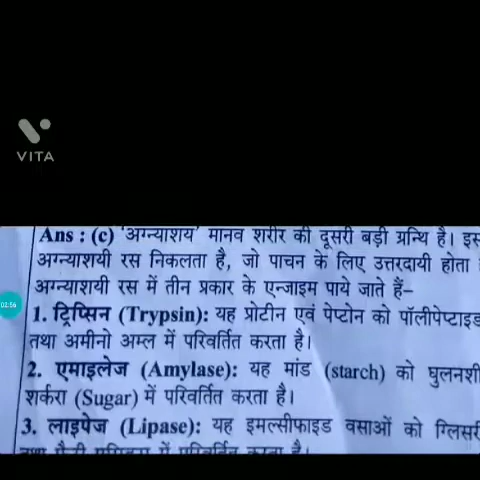 VITA
Ans : (c) 'अग्न्याशय' मानव शरीर की दूसरी बड़ी ग्रन्थि है। इस
अग्न्याशयी रस निकलता है, जो पाचन के लिए उत्तरदायी होता
अग्न्याशयी रस में तीन प्रकार के एन्जाइम पाये जाते हैं–
02:56
1. ट्रिप्सिन (Trypsin): यह प्रोटीन एवं पेप्टोन को पॉलीपेप्टाइड
तथा अमीनो अम्ल में परिवर्तित करता है।
2. एमाइलेज (Amylase): यह मांड (starch) को घुलनशी
शर्करा (Sugar) में परिवर्तित करता है।
3. लाइपेज (Lipase): यह इमल्सीफाइड वसाओं को ग्लिसरी